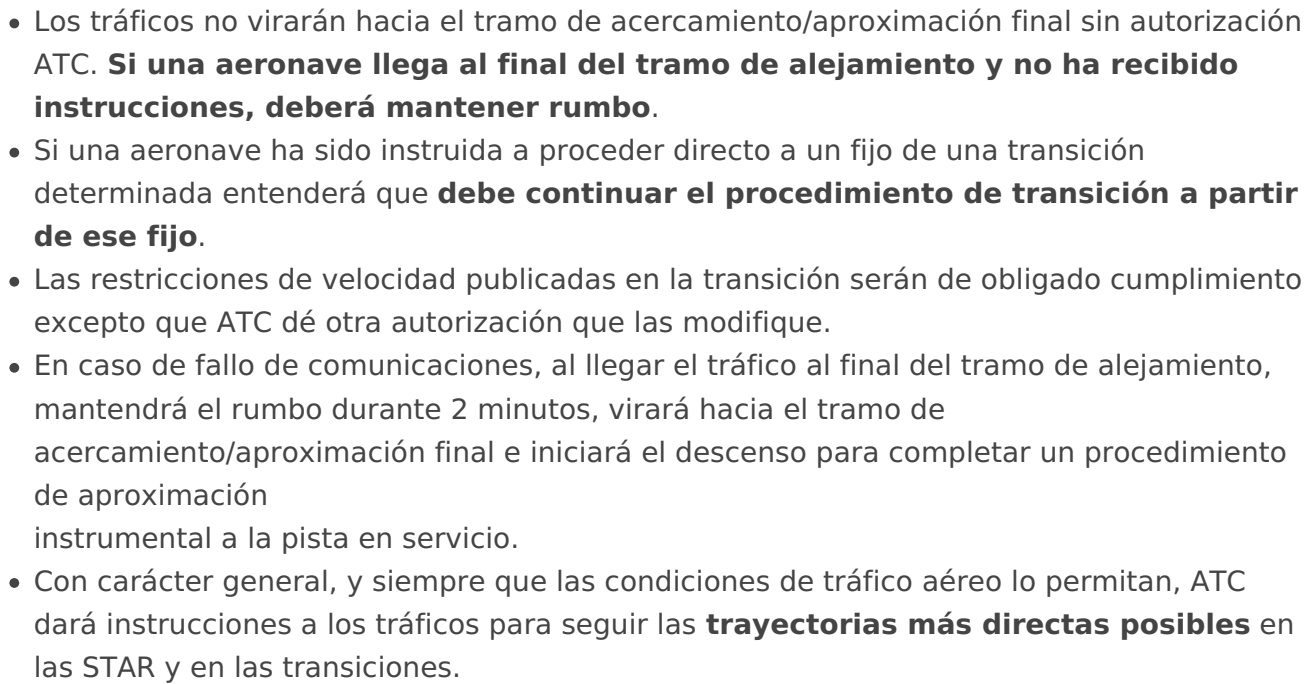 • Los tráficos no virarán hacia el tramo de acercamiento/aproximación final sin autorización
ATC. Si una aeronave llega al final del tramo de alejamiento y no ha recibido
instrucciones, deberá mantener rumbo.
• Si una aeronave ha sido instruida a proceder directo a un fijo de una transición
determinada entenderá que debe continuar el procedimiento de transición a partir
de ese fijo.
• Las restricciones de velocidad publicadas en la transición serán de obligado cumplimiento
excepto que ATC dé otra autorización que las modifique.
• En caso de fallo de comunicaciones, al llegar el tráfico al final del tramo de alejamiento,
mantendrá el rumbo durante 2 minutos, virará hacia el tramo de
acercamiento/aproximación final e iniciará el descenso para completar un procedimiento
de aproximación
instrumental a la pista en servicio.
• Con carácter general, y siempre que las condiciones de tráfico aéreo lo permitan, ATC
dará instrucciones a los tráficos para seguir las trayectorias más directas posibles en
las STAR y en las transiciones.